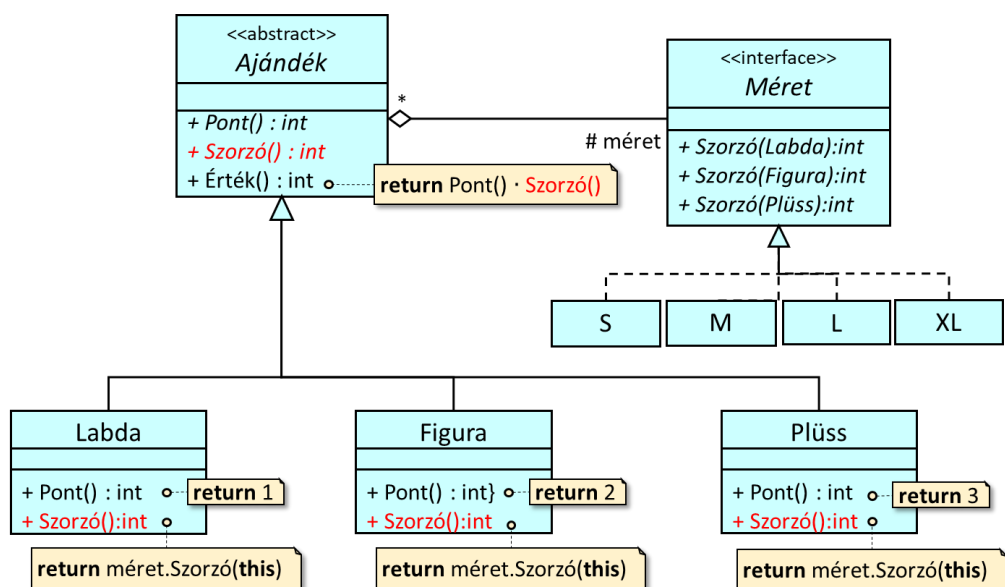 <<abstract>>
Ajándék
+ Pont() : int
+ Szorzó() : int
+ Érték() : int
return Pont() · Szorzó()
*
# méret
<<interface>>
Méret
+ Szorzó(Labda):int
+ Szorzó(Figura):int
+ Szorzó(Plüss):int
S
M
L
XL
Labda
+ Pont() : int
return 1
+ Szorzó():int
return méret.Szorzó(this)
Figura
+ Pont() : int}
return 2
+ Szorzó():int
return méret.Szorzó(this)
Plüss
+ Pont() : int
return 3
+ Szorzó():int
return méret.Szorzó(this)